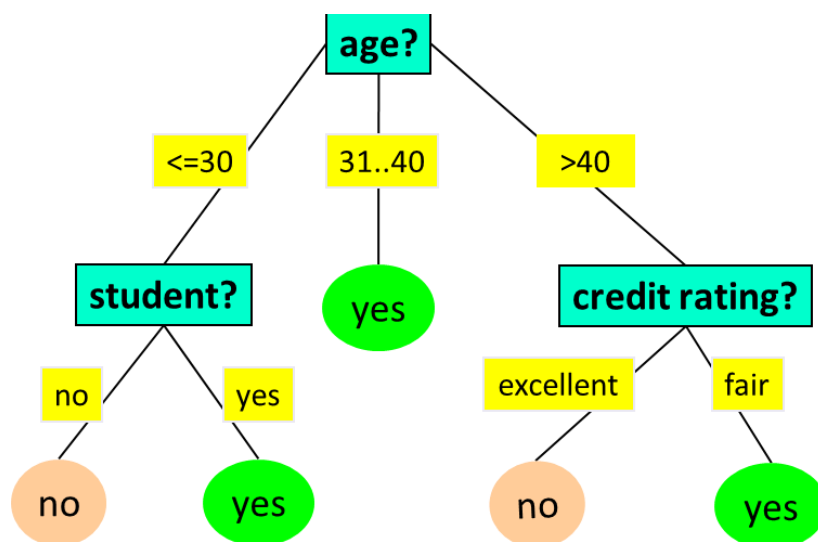 age?
<=30
31..40
>40
student?
yes
credit rating?
no
yes
excellent
fair
no
yes
no
yes